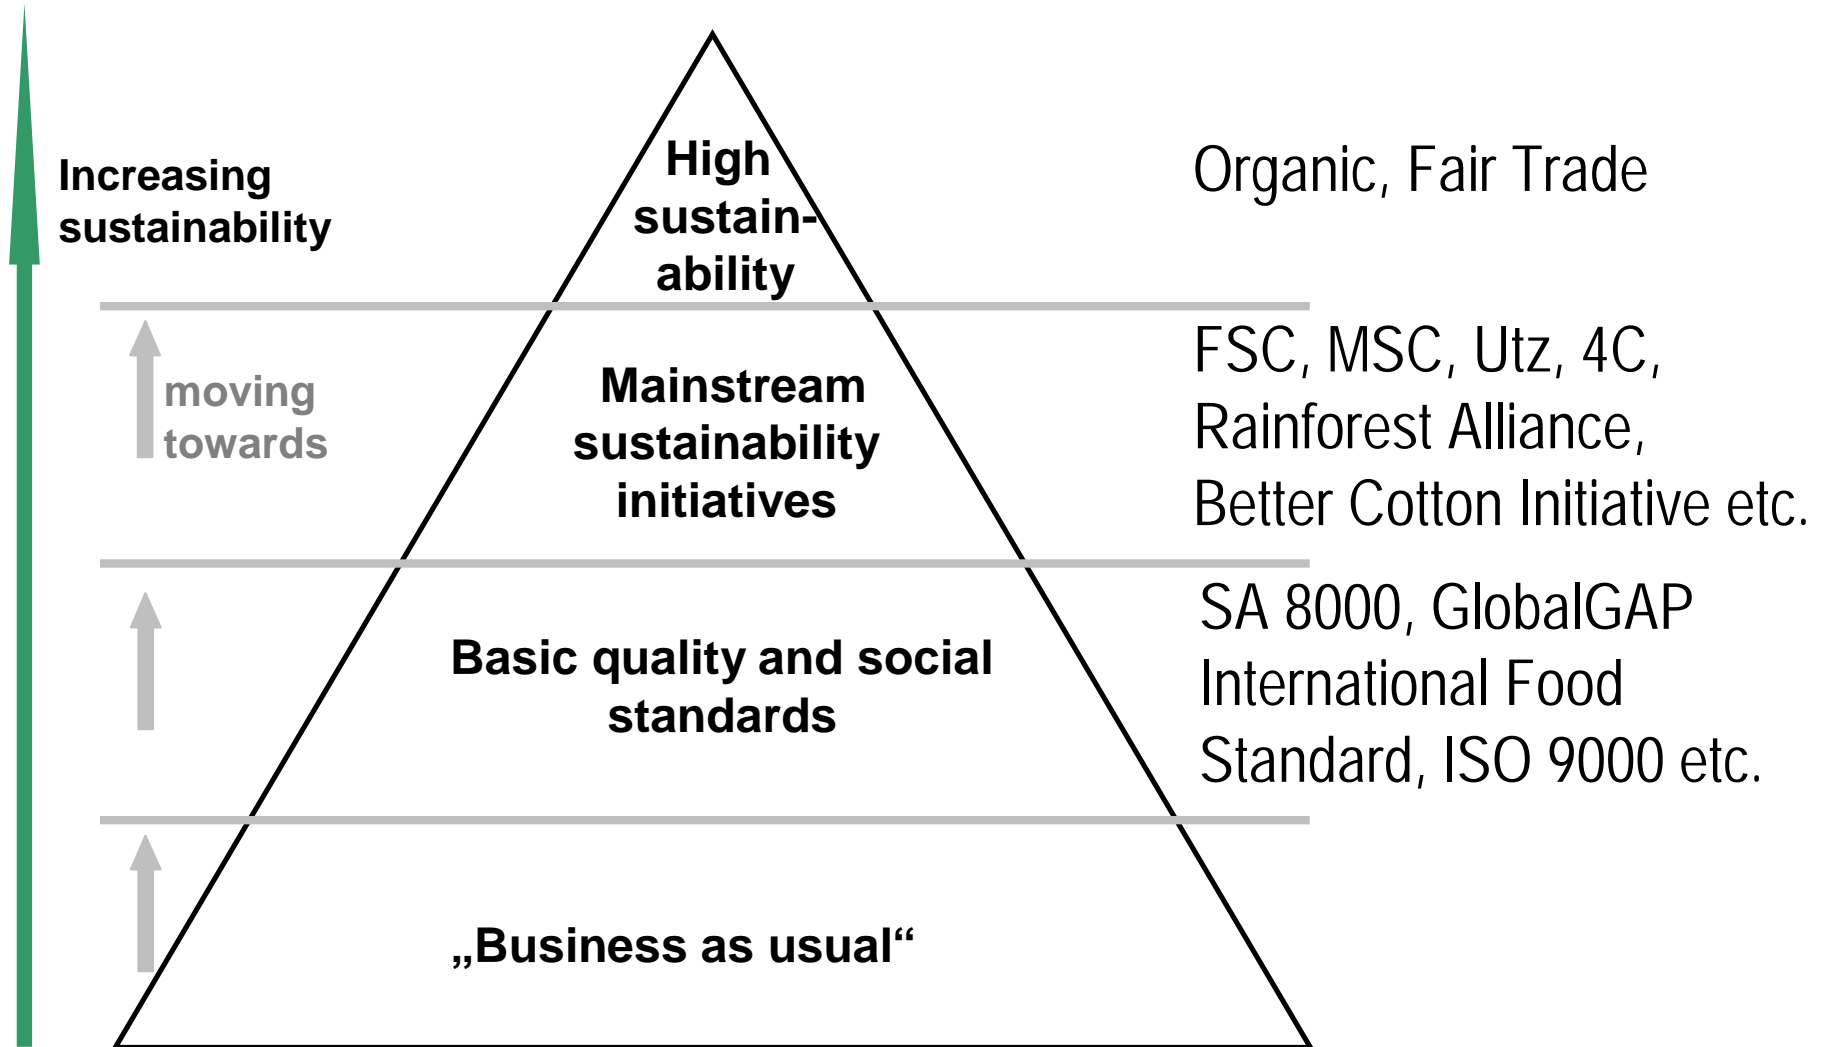 Increasing
sustainability
High
sustain-
ability
Organic, Fair Trade
moving
towards
Mainstream
sustainability
initiatives
FSC, MSC, Utz, 4C,
Rainforest Alliance,
Better Cotton Initiative etc.
Basic quality and social
standards
SA 8000, GlobalGAP
International Food
Standard, ISO 9000 etc.
„Business as usual“